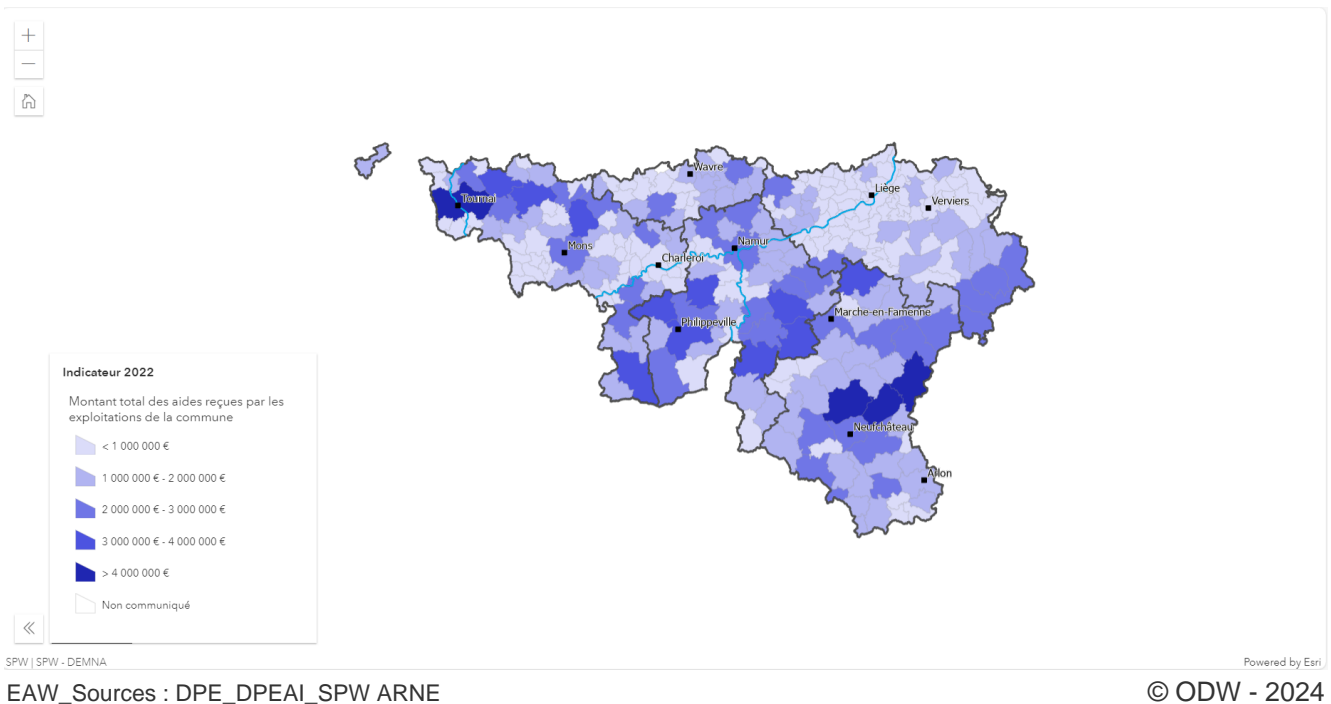 Wavre
Liège
Verviers
Tournai
Mons
Namur
Charleroi
Marche-en-Famenne
Philippeville
Neufchâteau
Arlon
Indicateur 2022
Montant total des aides reçues par les
exploitations de la commune
< 1 000 000 €
1 000 000 € - 2 000 000 €
2 000 000 € - 3 000 000 €
3 000 000 € - 4 000 000 €
> 4 000 000 €
Non communiqué
SPW | SPW - DEMNA
Powered by Esri
EAW_Sources : DPE_DPEAI_SPW ARNE
© ODW - 2024